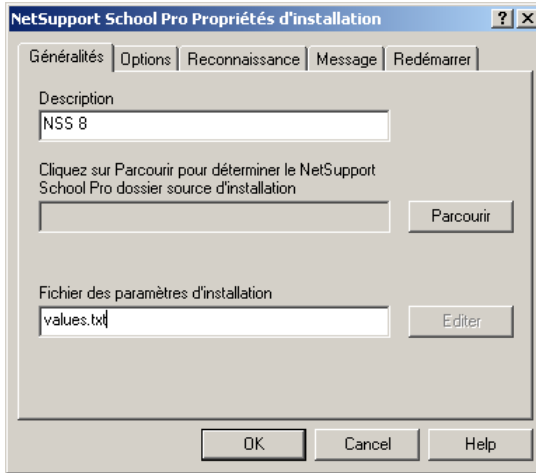 NetSupport School Pro Propriétés d'installation
Généralités Options Reconnaissance Message Redémarrer
Description
NSS 8
Cliquez sur Parcourir pour déterminer le NetSupport
School Pro dossier source d'installation
Parcourir
Fichier des paramètres d'installation
values.txt
Editer
OK Cancel Help